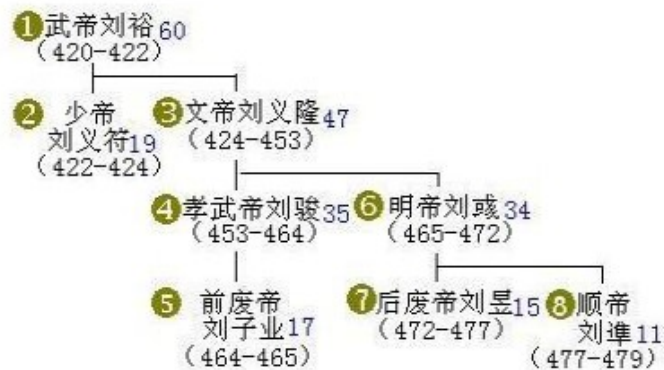 ❶武帝刘裕60
(420-422)
❷ 少帝
刘义符19
(422-424)
❸文帝刘义隆47
(424-453)
❹孝武帝刘骏35
(453-464)
❻明帝刘彧34
(465-472)
❺ 前废帝
刘子业17
(464-465)
❼后废帝刘昱15
(472-477)
❽顺帝
刘準11
(477-479)